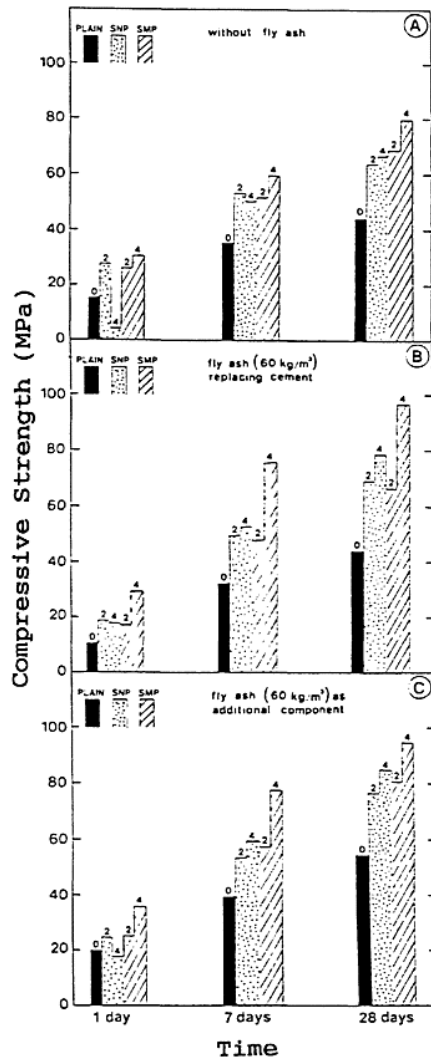 A
PLAIN SNP SMP without fly ash
100
80
60
40
20
0
0 2 4 2 4
0 2 4 2 4
0 2 4 2 4
B
PLAIN SNP SMP fly ash (60 kg/m³)
replacing cement
100
80
60
40
20
0
0 2 4 2 4
0 2 4 2 4
0 2 4 2 4
C
PLAIN SNP SMP fly ash (60 kg/m³) as
additional component
100
80
60
40
20
0
0 2 4 2 4
0 2 4 2 4
0 2 4 2 4
1 day 7 days 28 days
Time
Compressive Strength (MPa)